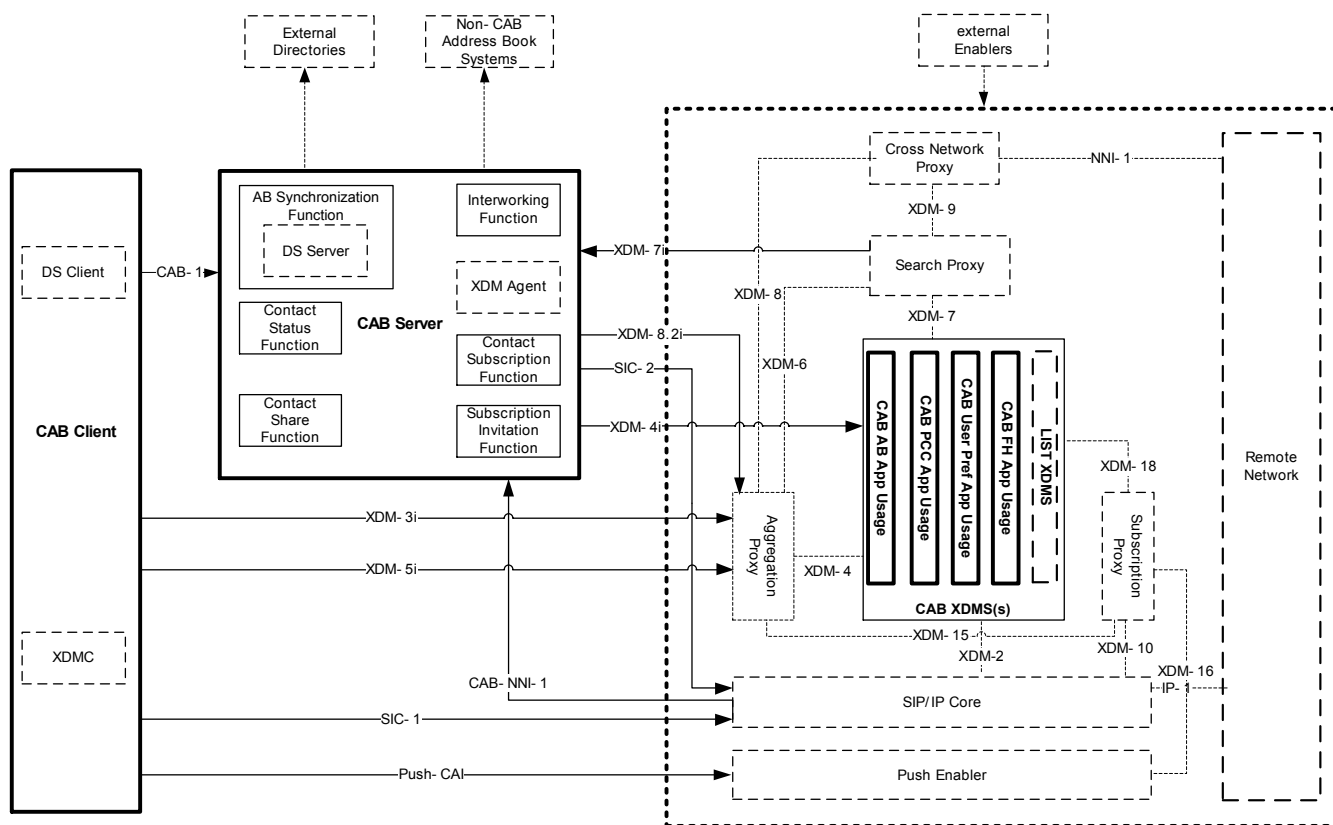 External
Directories
Non- CAB
Address Book
Systems
external
Enablers
DS Client
CAB Client
XDMC
CAB- 1
AB Synchronization
Function
DS Server
Interworking
Function
XDM Agent
Contact
Status
Function
CAB Server
Contact
Subscription
Function
Contact
Share
Function
Subscription
Invitation
Function
XDM- 7i
XDM- 8.2i
SIC- 2
XDM- 4i
XDM- 3i
XDM- 5i
CAB- NNI- 1
SIC- 1
Push- CAI
Cross Network
Proxy
NNI- 1
XDM- 9
Search Proxy
XDM- 8
XDM-6
XDM- 7
CAB AB App Usage
CAB PCC App Usage
CAB User Pref App Usage
CAB FH App Usage
LIST XDMS
CAB XDMS(s)
XDM- 18
Aggregation
Proxy
XDM- 4
Subscription
Proxy
XDM- 15
XDM-2
XDM- 10
XDM- 16
IP- 1
SIP/IP Core
Push Enabler
Remote
Network